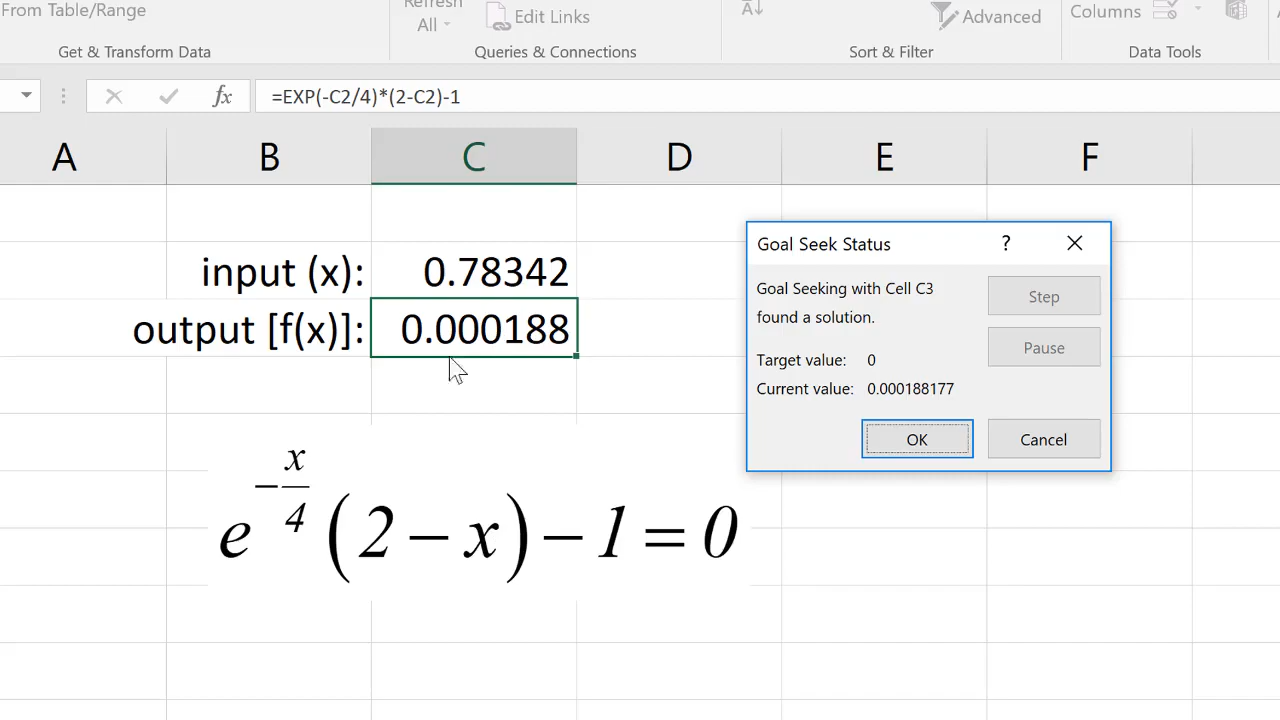 From Table/Range
Refresh
All
Edit Links
Advanced
Columns
Get & Transform Data
Queries & Connections
Sort & Filter
Data Tools
fx
=EXP(-C2/4)*(2-C2)-1
A B C D E F
input (x): 0.78342
output [f(x)]: 0.000188
Goal Seek Status ?
Goal Seeking with Cell C3
found a solution.
Target value: 0
Current value: 0.000188177
Step
Pause
OK
Cancel
e^{-x/4}(2 − x) − 1 = 0